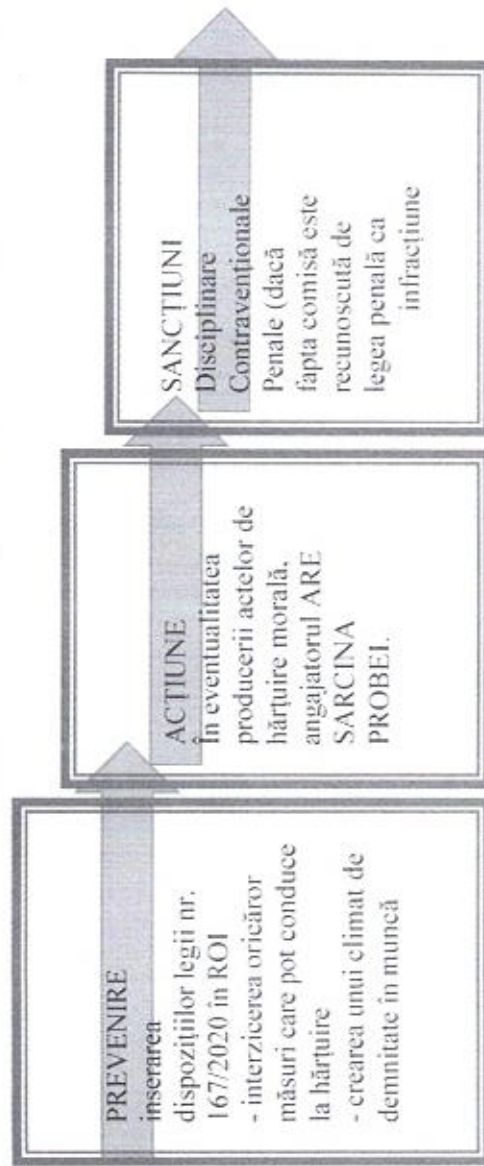 PREVENIRE
inserarea
dispozițiilor legii nr.
167/2020 în ROI
- interzicerea oricăror
măsuri care pot conduce
la hărțuire
- crearea unui climat de
demnitate în muncă
ACȚIUNE
În eventualitatea
producerii actelor de
hărțuire morală,
angajatorul ARE
SARCINA
PROBEI.
SANCȚIUNI
Disciplinare
Contravenționale
Penale (dacă
fapta comisă este
recunoscută de
legea penală ca
infracțiune